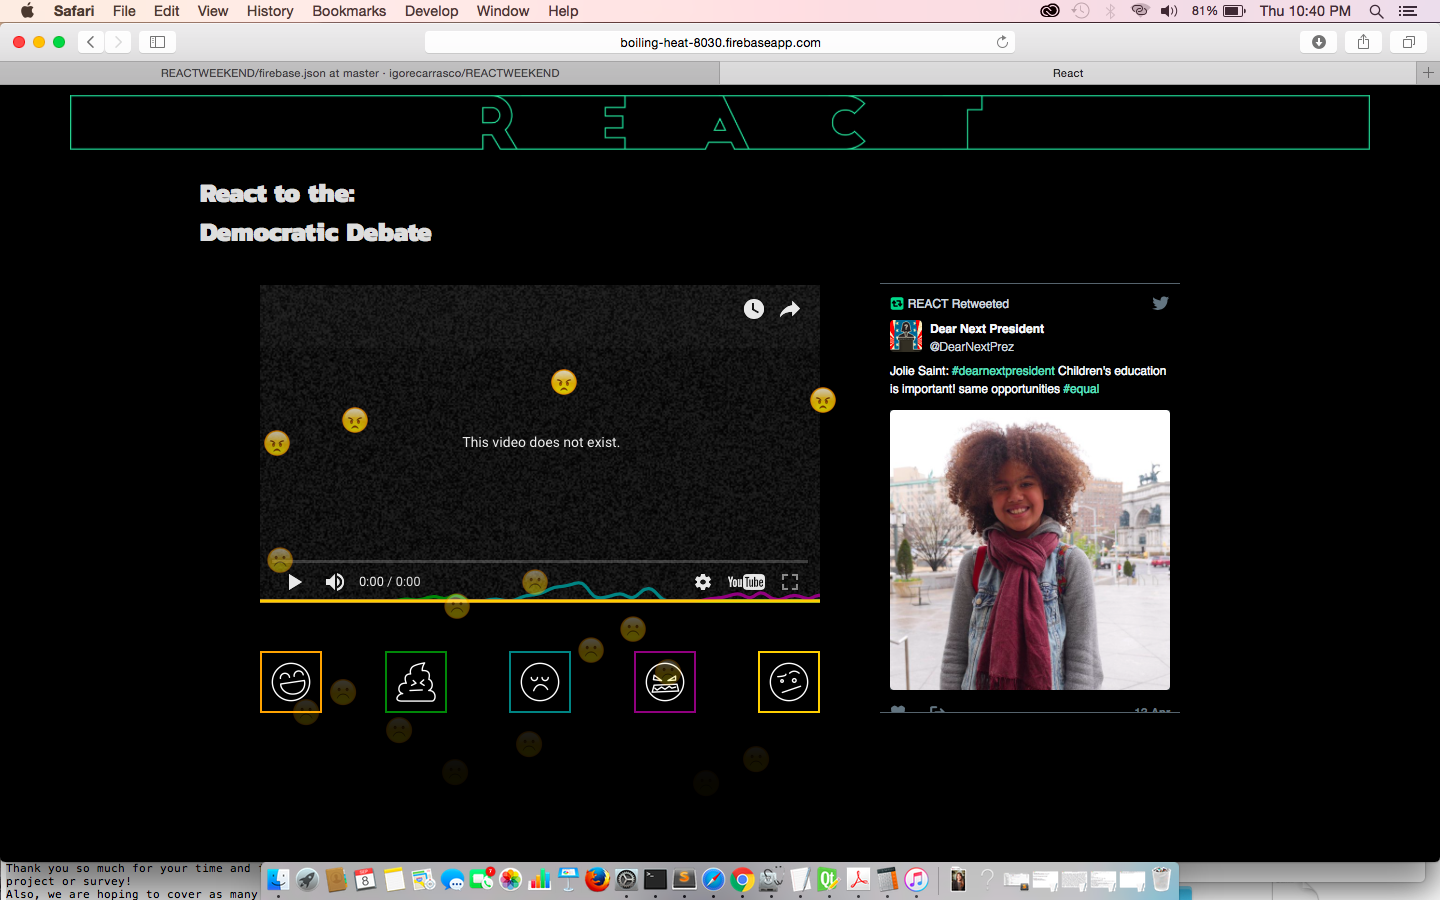 Safari File Edit View History Bookmarks Develop Window Help 81% Thu 10:40 PM
boiling-heat-8030.firebaseapp.com
REACTWEEKEND/firebase.json at master · igorecarrasco/REACTWEEKEND
React
REACT
React to the:
Democratic Debate
This video does not exist.
0:00 / 0:00
YouTube
REACT Retweeted
Dear Next President
@DearNextPrez
Jolie Saint: #dearnextpresident Children's education
is important! same opportunities #equal
Thank you so much for your time and
project or survey!
Also, we are hoping to cover as many